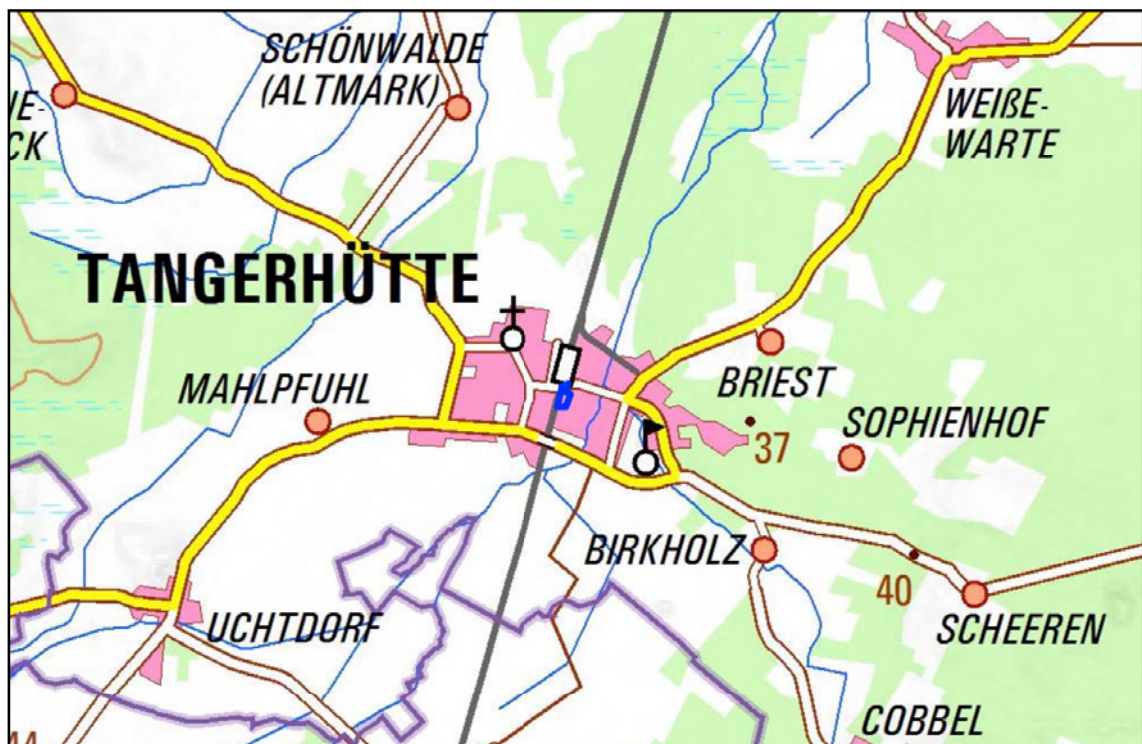 SCHÖNWALDE
(ALTMARK)
WEIßE-
WARTE
TANGERHÜTTE
MAHLPFUHL
BRIEST
37
SOPHIENHOF
BIRKHOLZ
40
UCHTDORF
SCHEEREN
COBBEL